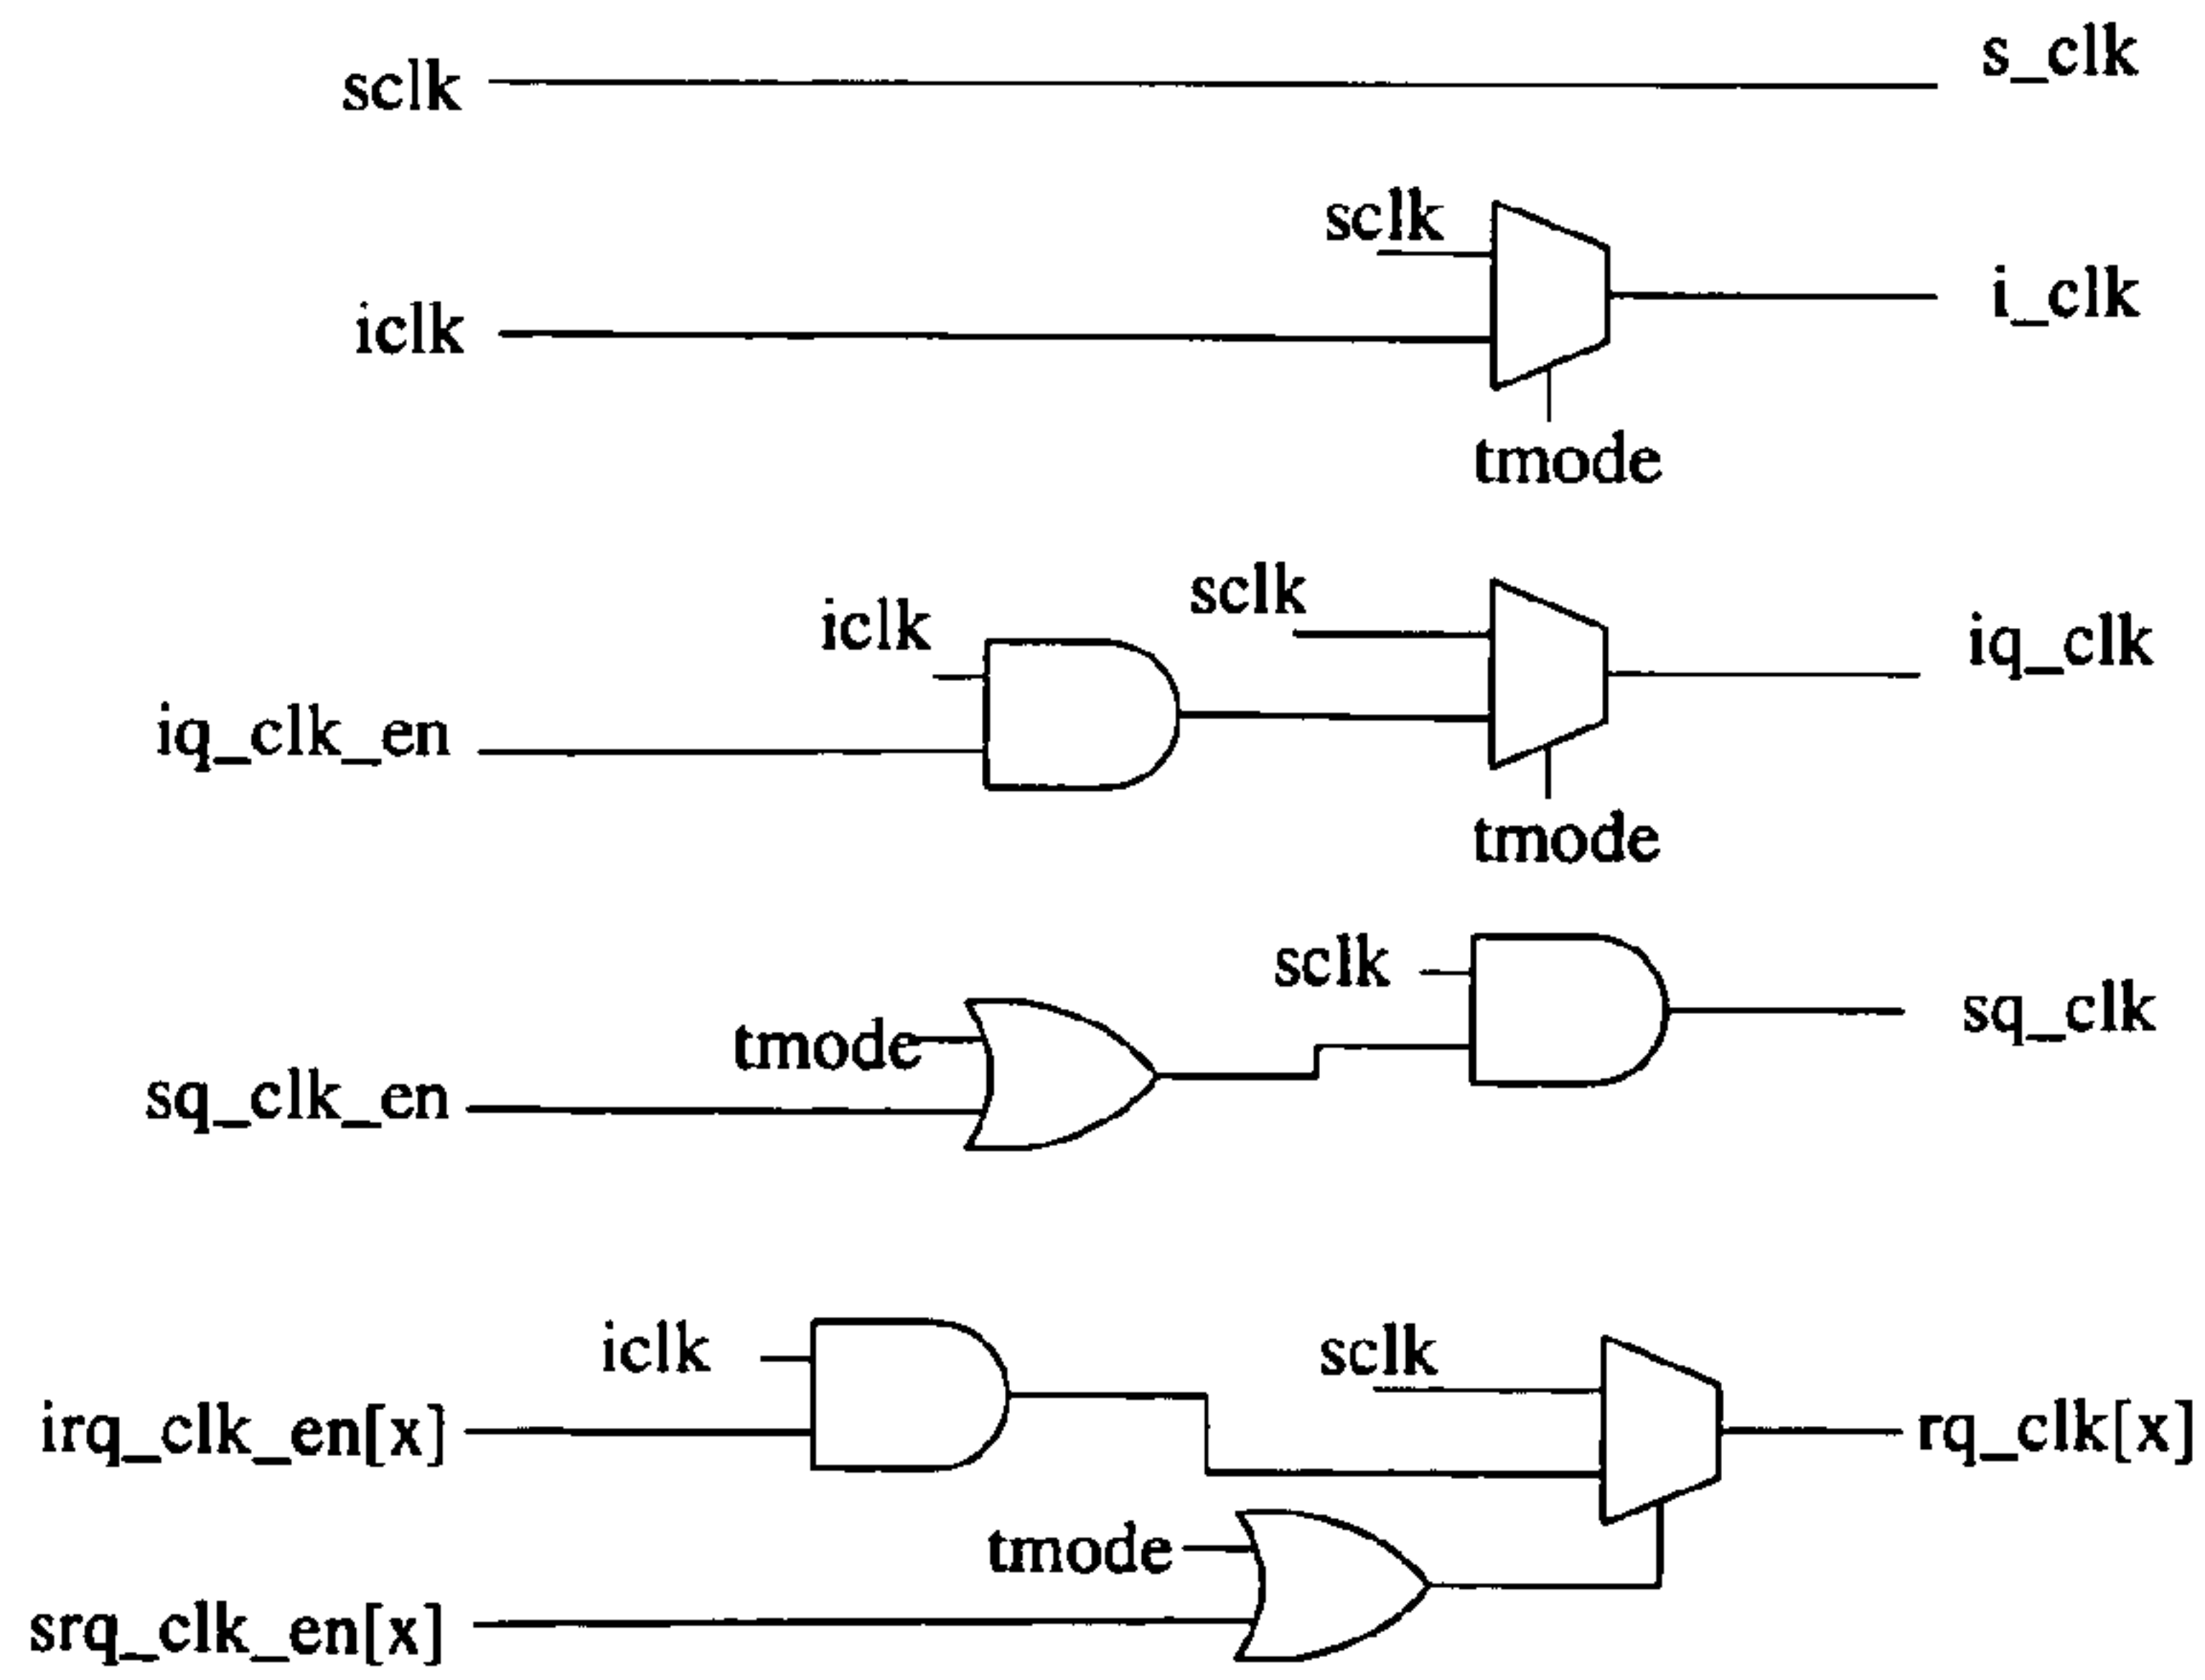 sclk s_clk
sclk
iclk i_clk
tmode
sclk
iclk iq_clk
iq_clk_en
tmode
sclk
tmode sq_clk
sq_clk_en
iclk sclk
irq_clk_en[x] rq_clk[x]
tmode
srq_clk_en[x]